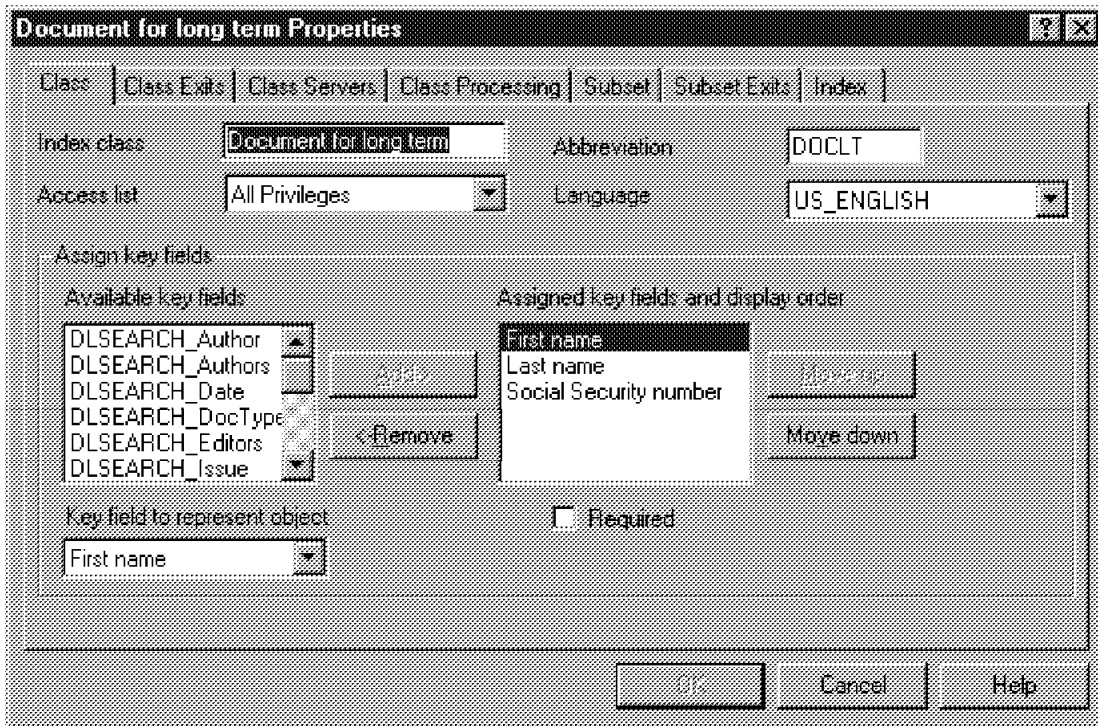 Document for long term Properties
Class Class Exits Class Servers Class Processing Subset Subset Exits Index
Index class Document for long term Abbreviation DOCLT
Access list All Privileges Language US_ENGLISH
Assign key fields
Available key fields Assigned key fields and display order
DLSEARCH_Author First name
DLSEARCH_Authors Last name
DLSEARCH_Date Social Security number
DLSEARCH_DocType
DLSEARCH_Editors
DLSEARCH_Issue
Add> Move up
<-Remove Move down
Key field to represent object Required
First name
OK Cancel Help